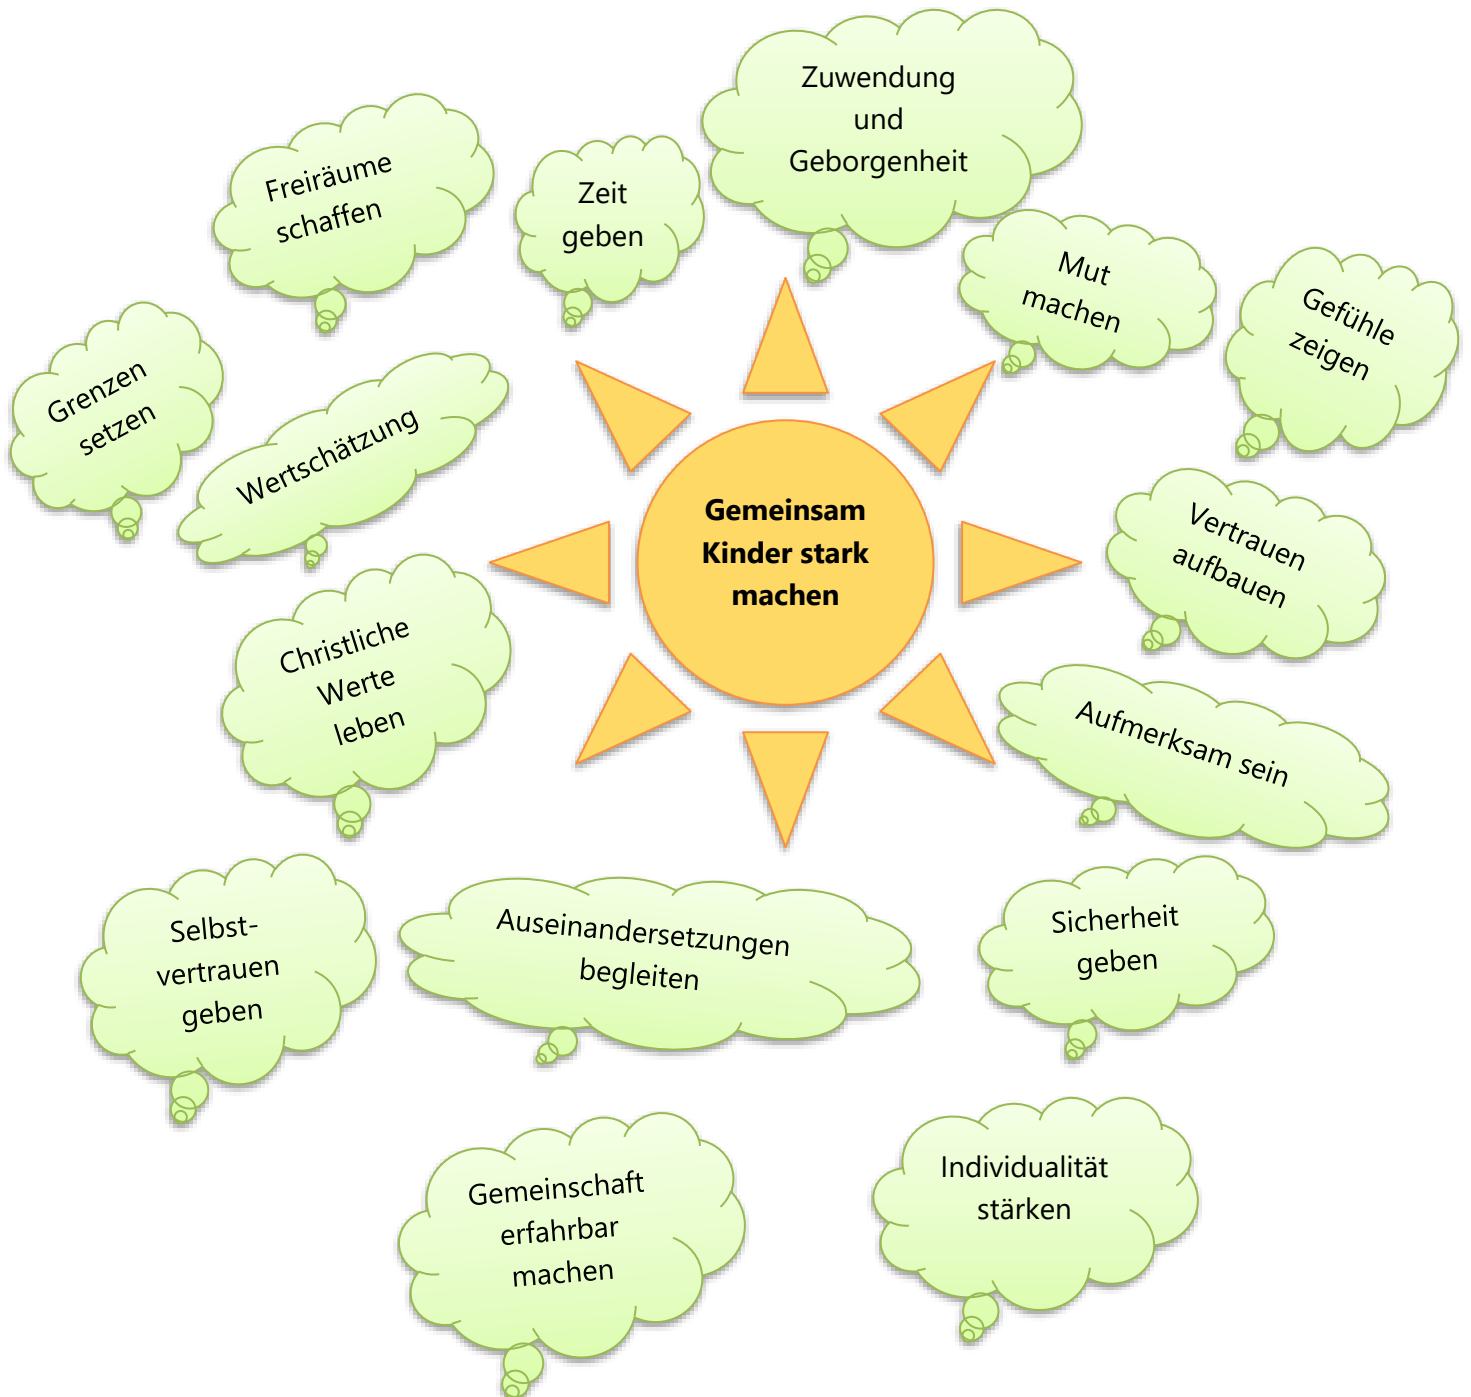 Zuwendung
und
Geborgenheit
Freiräume
schaffen
Zeit
geben
Mut
machen
Gefühle
zeigen
Grenzen
setzen
Wertschätzung
Gemeinsam
Kinder stark
machen
Vertrauen
aufbauen
Christliche
Werte
leben
Aufmerksam sein
Selbst-
vertrauen
geben
Auseinandersetzungen
begleiten
Sicherheit
geben
Gemeinschaft
erfahrbar
machen
Individualität
stärken